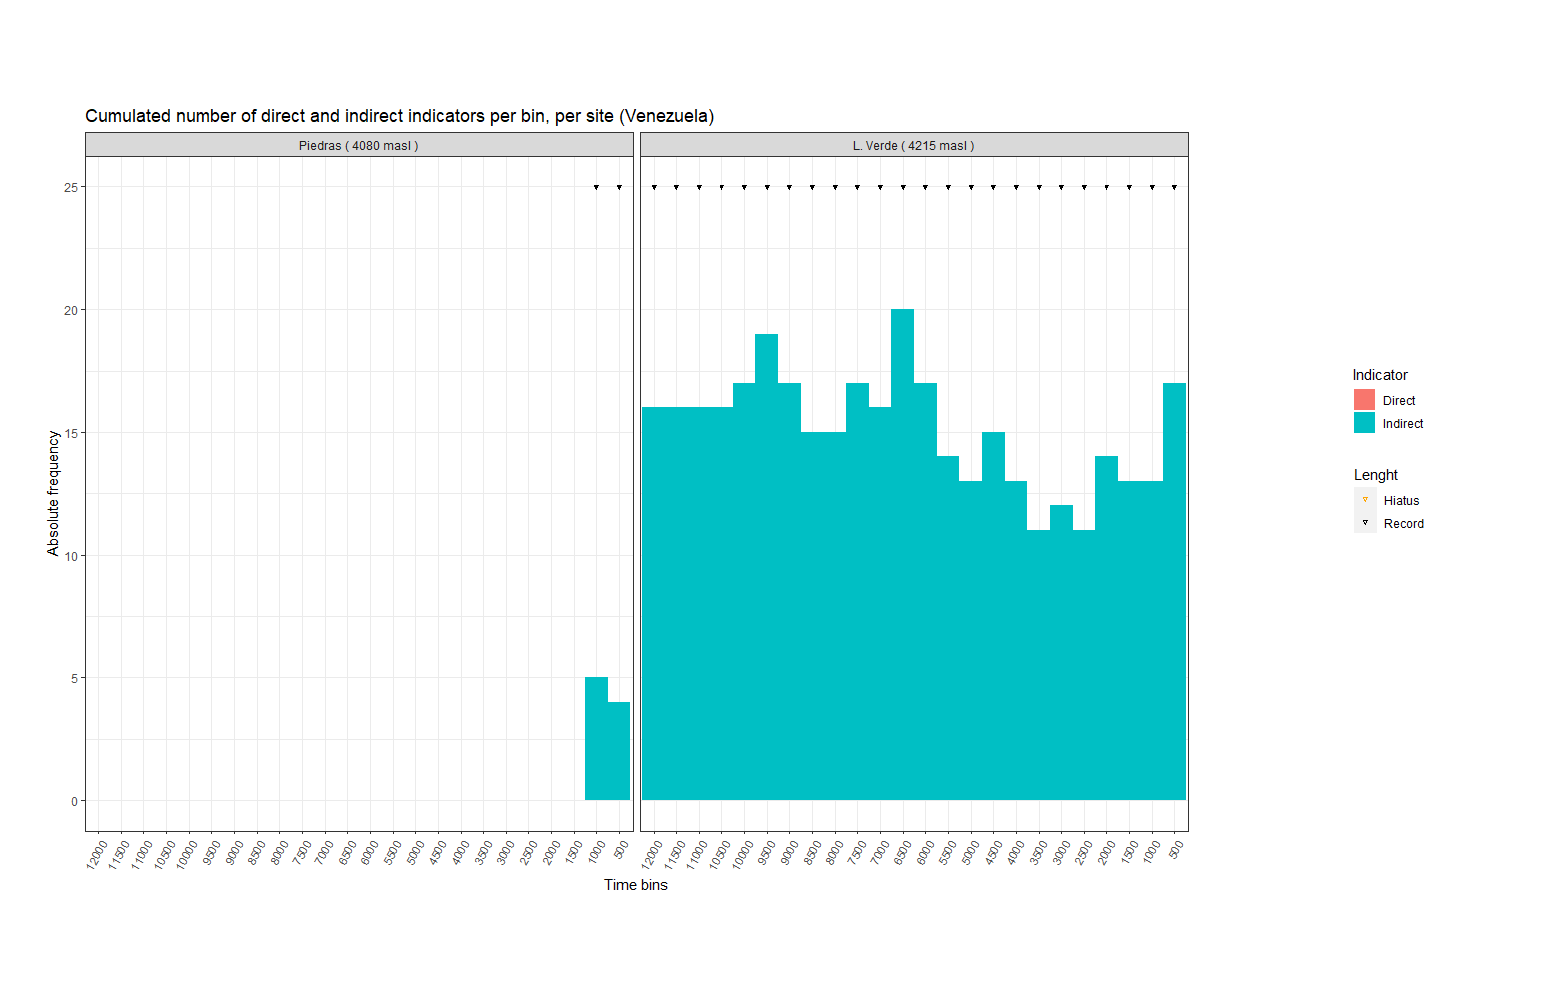 Cumulated number of direct and indirect indicators per bin, per site (Venezuela)
Piedras ( 4080 masl )
L. Verde ( 4215 masl )
25
20
15
10
5
0
Absolute frequency
12000 11500 11000 10500 10000 9500 9000 8500 8000 7500 7000 6500 6000 5500 5000 4500 4000 3500 3000 2500 2000 1500 1000 500
12000 11500 11000 10500 10000 9500 9000 8500 8000 7500 7000 6500 6000 5500 5000 4500 4000 3500 3000 2500 2000 1500 1000 500
Time bins
Indicator
Direct
Indirect
Lenght
Hiatus
Record